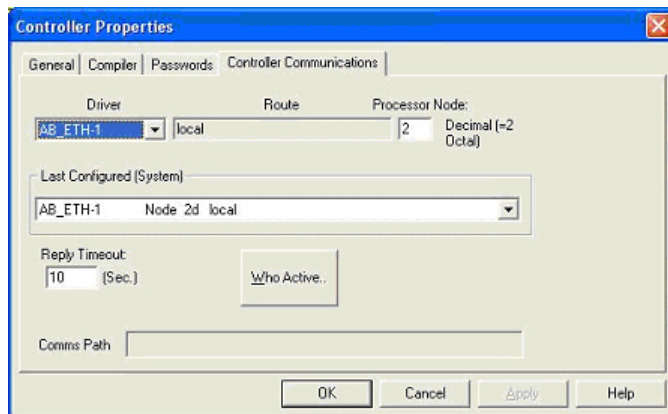 Controller Properties
General Compiler Passwords Controller Communications
Driver Route Processor Node:
AB_ETH-1 local 2 Decimal (=2
Octal)
Last Configured (System)
AB_ETH-1 Node 2d local
Reply Timeout:
10 (Sec.) Who Active..
Comms Path
OK Cancel Apply Help